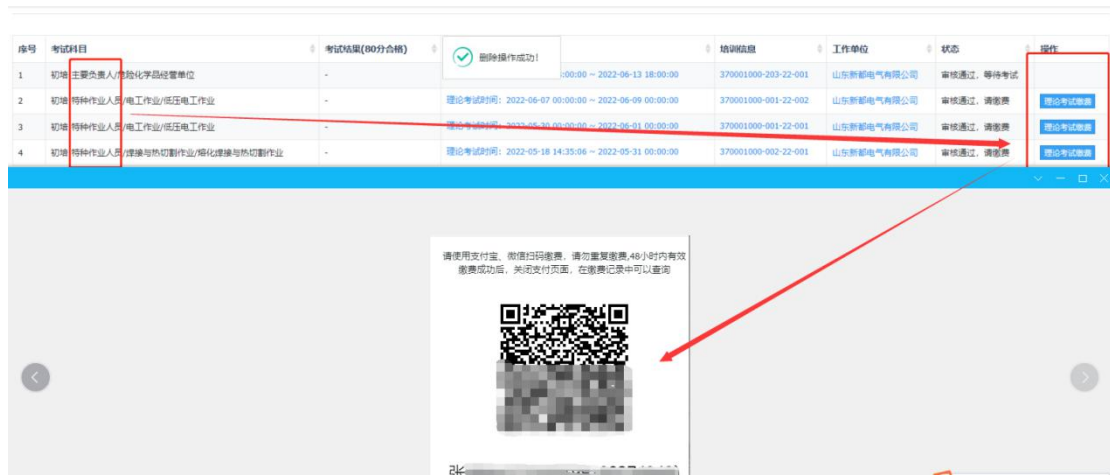 序号 考试科目 考试结果(80分合格) 删除操作成功! 培训信息 工作单位 状态 操作
1 初培 主要负责人/危险化学品经营单位 - :00:00 ~ 2022-06-13 18:00:00 370001000-203-22-001 山东新都电气有限公司 审核通过，等待考试
2 初培 特种作业人员/电工作业/低压电工作业 - 理论考试时间：2022-06-07 00:00:00 ~ 2022-06-09 00:00:00 370001000-001-22-002 山东新都电气有限公司 审核通过，请缴费 理论考试缴费
3 初培 特种作业人员/电工作业/低压电工作业 - 理论考试时间：2022-05-30 00:00:00 ~ 2022-06-01 00:00:00 370001000-001-22-001 山东新都电气有限公司 审核通过，请缴费 理论考试缴费
4 初培 特种作业人员/焊接与热切割作业/熔化焊接与热切割作业 - 理论考试时间：2022-05-18 14:35:06 ~ 2022-05-31 00:00:00 370001000-002-22-001 山东新都电气有限公司 审核通过，请缴费 理论考试缴费
请使用支付宝、微信扫码缴费，请勿重复缴费,48小时内有效
缴费成功后，关闭支付页面，在缴费记录中可以查询
张